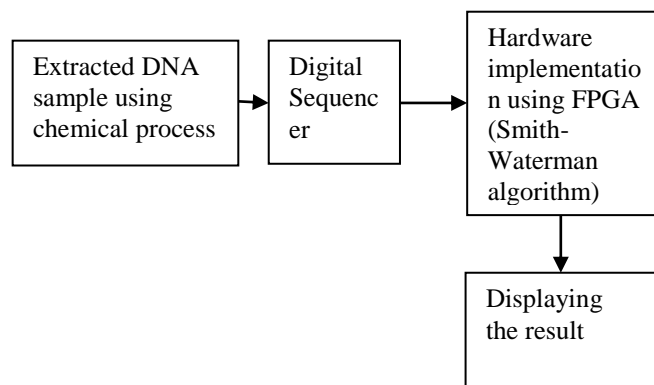 Extracted DNA
sample using
chemical process
Digital
Sequenc
er
Hardware
implementatio
n using FPGA
(Smith-
Waterman
algorithm)
Displaying
the result